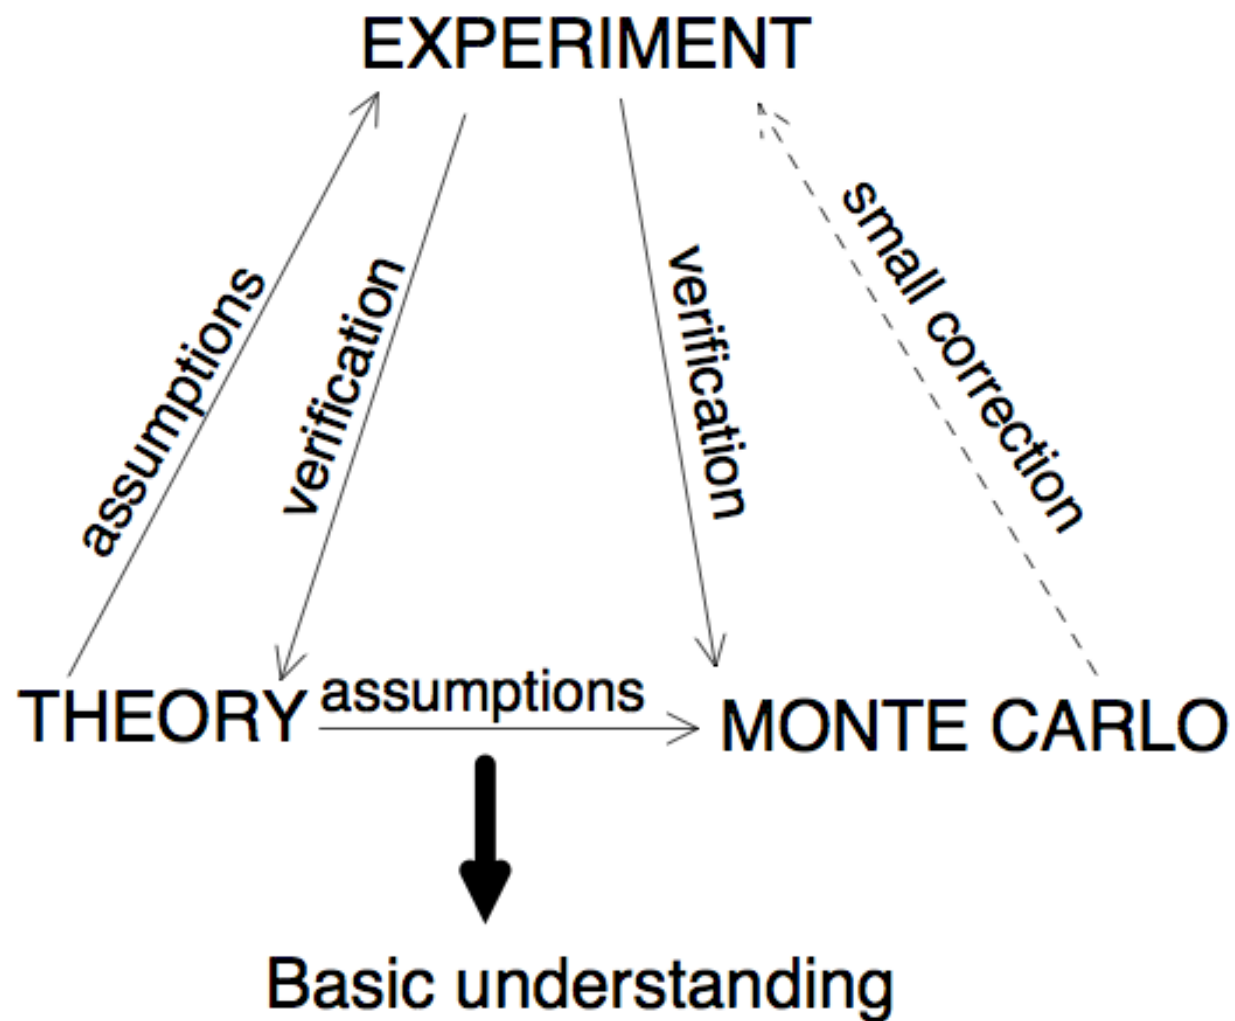 EXPERIMENT
assumptions
verification
verification
small correction
THEORY
assumptions
MONTE CARLO
Basic understanding